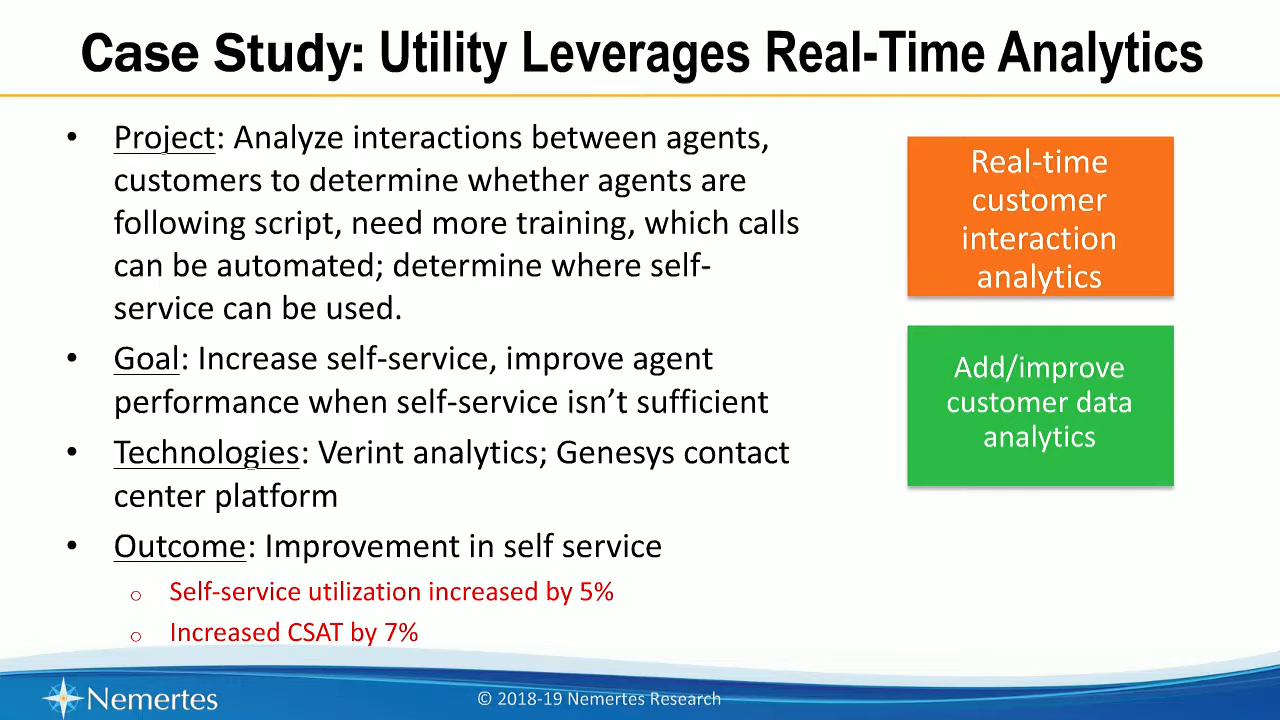 Case Study: Utility Leverages Real-Time Analytics
• Project: Analyze interactions between agents,
customers to determine whether agents are
following script, need more training, which calls
can be automated; determine where self-
service can be used.
• Goal: Increase self-service, improve agent
performance when self-service isn’t sufficient
• Technologies: Verint analytics; Genesys contact
center platform
• Outcome: Improvement in self service
o Self-service utilization increased by 5%
o Increased CSAT by 7%
Real-time
customer
interaction
analytics
Add/improve
customer data
analytics
Nemertes
© 2018-19 Nemertes Research